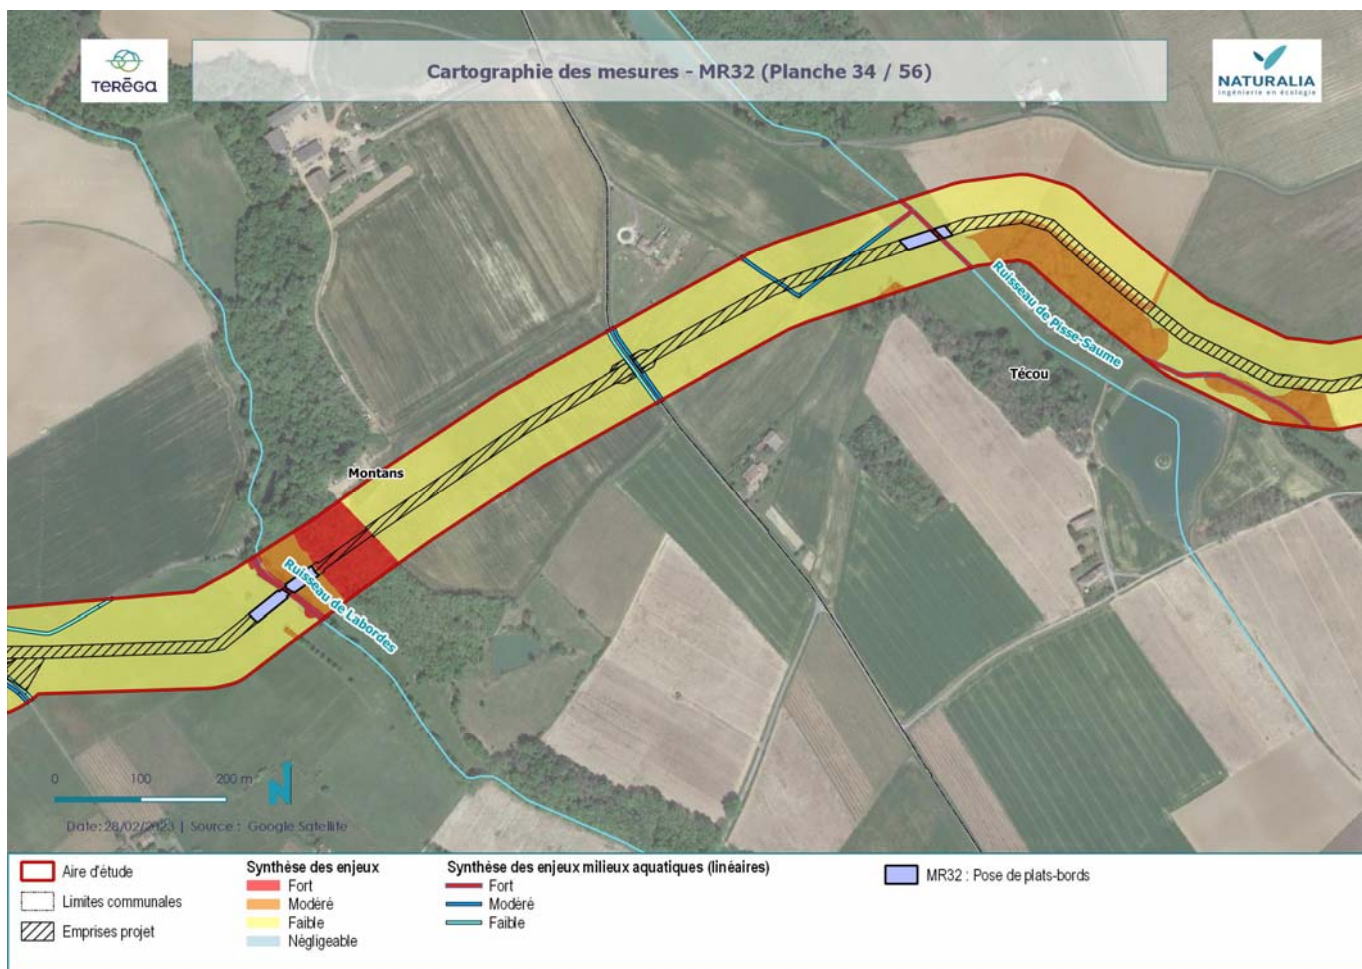 TERĒGA
Cartographie des mesures - MR32 (Planche 34 / 56)
NATURALIA
Ingénierie en écologie
Ruisseau de Pisse-Saume
Técou
Montans
Ruisseau de Labordes
0 100 200 m
N
Date: 28/02/2023 | Source : Google Satellite
Aire d'étude
Limites communales
Emprises projet
Synthèse des enjeux
Fort
Modéré
Faible
Négligeable
Synthèse des enjeux milieux aquatiques (linéaires)
Fort
Modéré
Faible
MR32 : Pose de plats-bords